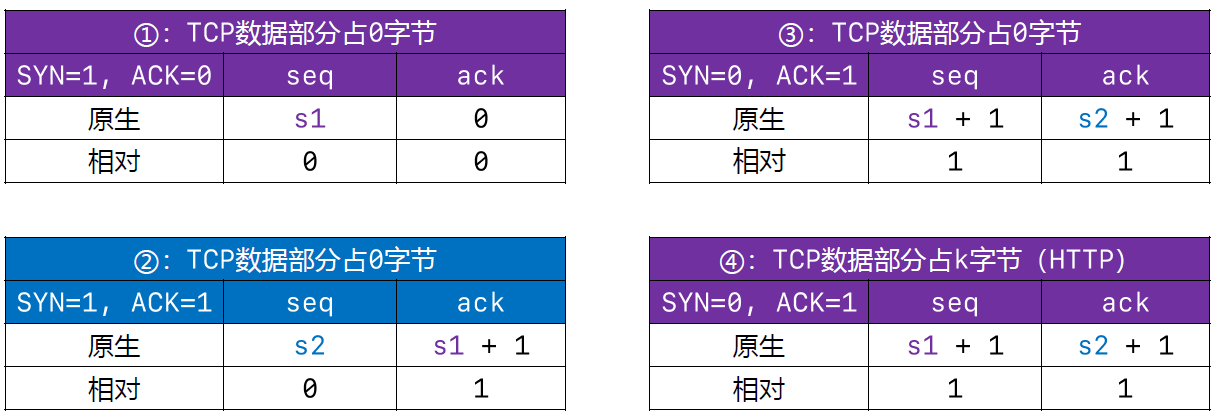 ①: TCP数据部分占0字节
SYN=1, ACK=0 seq ack
原生 s1 0
相对 0 0
②: TCP数据部分占0字节
SYN=1, ACK=1 seq ack
原生 s2 s1 + 1
相对 0 1
③: TCP数据部分占0字节
SYN=0, ACK=1 seq ack
原生 s1 + 1 s2 + 1
相对 1 1
④: TCP数据部分占k字节（HTTP）
SYN=0, ACK=1 seq ack
原生 s1 + 1 s2 + 1
相对 1 1